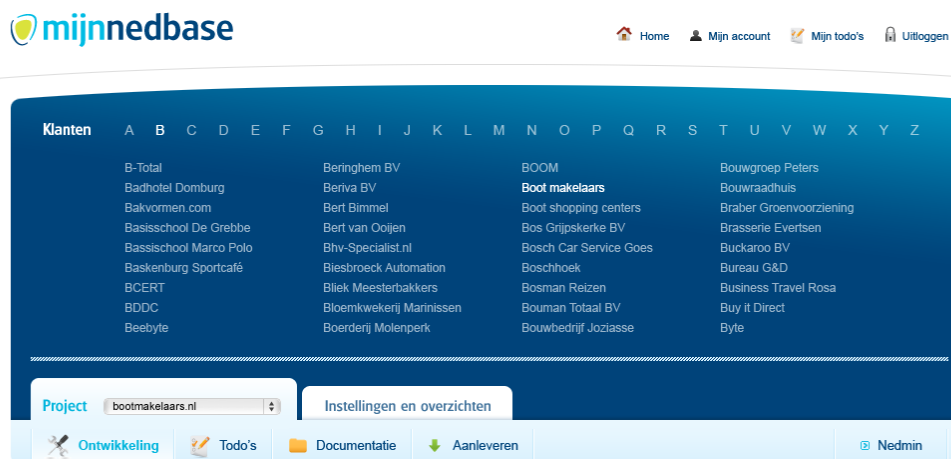 mijnnedbase
Home Mijn account Mijn todo's Uitloggen
Klanten A B C D E F G H I J K L M N O P Q R S T U V W X Y Z
B-Total Beringhem BV BOOM Bouwgroep Peters
Badhotel Domburg Beriva BV Boot makelaars Bouwraadhuis
Bakvormen.com Bert Bimmel Boot shopping centers Braber Groenvoorziening
Basisschool De Grebbe Bert van Ooijen Bos Grijpskerke BV Brasserie Evertsen
Bassischool Marco Polo Bhv-Specialist.nl Bosch Car Service Goes Buckaroo BV
Baskenburg Sportcafé Biesbroeck Automation Boschhoek Bureau G&D
BCERT Bliek Meesterbakkers Bosman Reizen Business Travel Rosa
BDDC Bloemkwekerij Marinissen Bouman Totaal BV Buy it Direct
Beebyte Boerderij Molenperk Bouwbedrijf Joziasse Byte
Project bootmakelaars.nl Instellingen en overzichten
Ontwikkeling Todo's Documentatie Aanleveren Nedmin